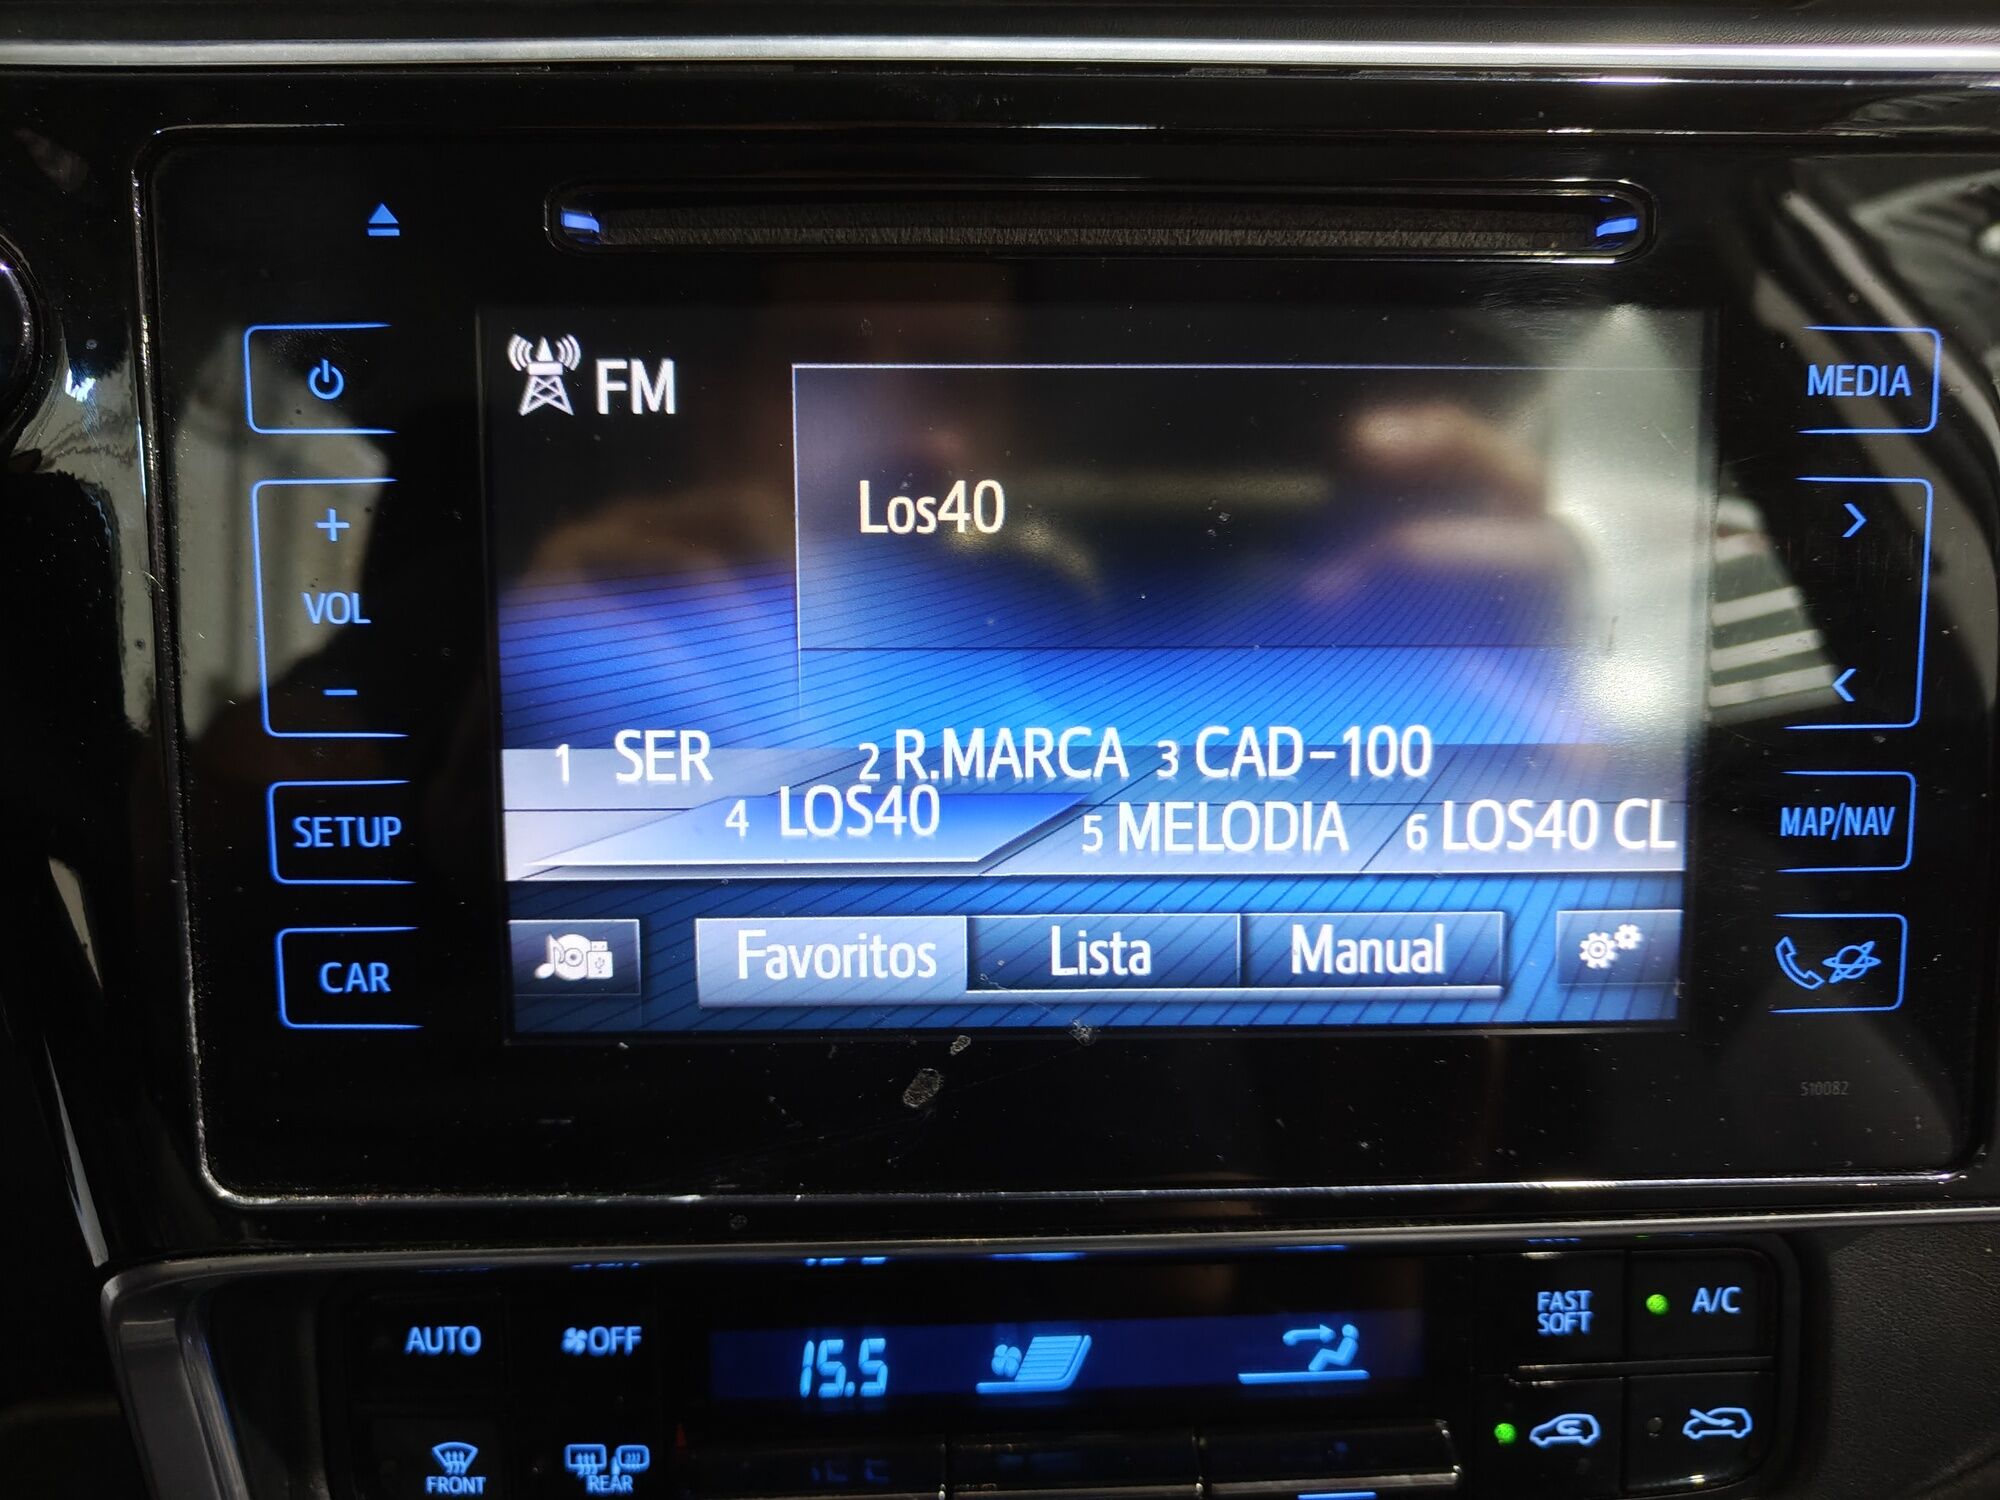 FM
MEDIA
Los40
+
VOL
-
1 SER
2 R.MARCA
3 CAD-100
4 LOS40
5 MELODIA
6 LOS40 CL
SETUP
MAP/NAV
CAR
Favoritos
Lista
Manual
510082
AUTO
OFF
15.5
FAST
SOFT
A/C
FRONT
REAR